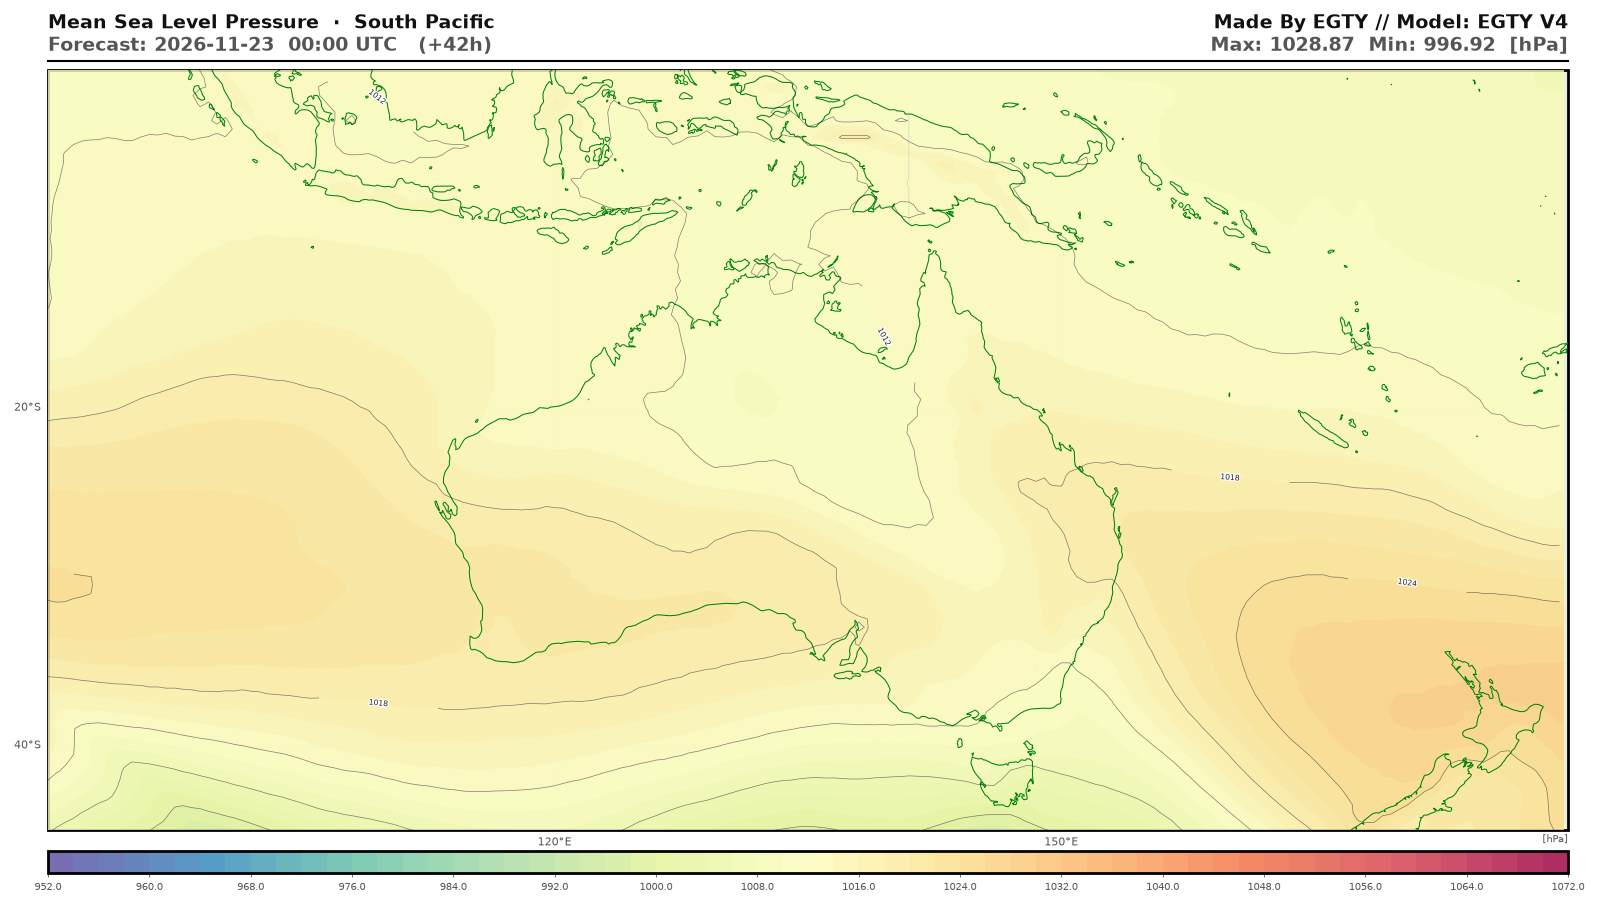 Mean Sea Level Pressure · South Pacific
Made By EGTY // Model: EGTY V4
Forecast: 2026-11-23 00:00 UTC (+42h)
Max: 1028.87 Min: 996.92 [hPa]
1012
1012
20°S
1018
1024
1018
40°S
120°E
150°E
[hPa]
952.0
960.0
968.0
976.0
984.0
992.0
1000.0
1008.0
1016.0
1024.0
1032.0
1040.0
1048.0
1056.0
1064.0
1072.0